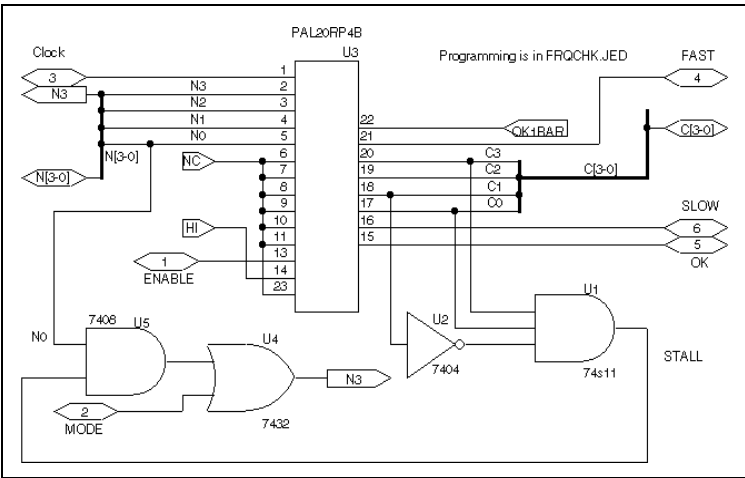 PAL20RP4B
U3
Clock
Programming is in FRQCHK.JED
FAST
3
1
4
N3
N3
2
N2
3
N1
4
22
OK1BAR
C[3-0]
N0
5
21
N[3-0]
NC
6
20
C3
N[3-0]
7
19
C2
C[3-0]
8
18
C1
9
17
C0
SLOW
HI
10
16
6
11
15
5
1
13
OK
ENABLE
14
23
U1
7408
U5
U4
U2
N0
STALL
N3
7404
74s11
2
MODE
7432